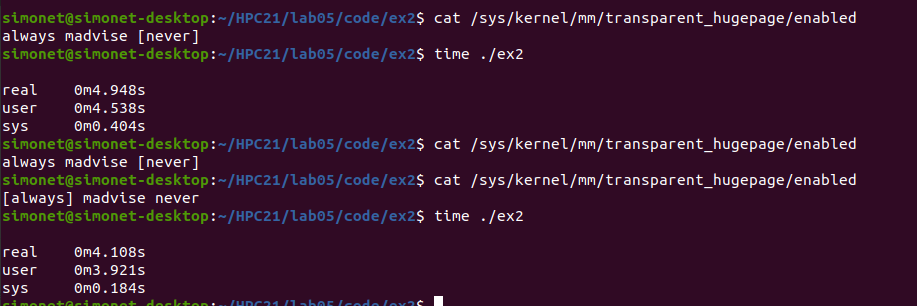 simonet@simonet-desktop:~/HPC21/lab05/code/ex2$ cat /sys/kernel/mm/transparent_hugepage/enabled
always madvise [never]
simonet@simonet-desktop:~/HPC21/lab05/code/ex2$ time ./ex2
real 0m4.948s
user 0m4.538s
sys 0m0.404s
simonet@simonet-desktop:~/HPC21/lab05/code/ex2$ cat /sys/kernel/mm/transparent_hugepage/enabled
always madvise [never]
simonet@simonet-desktop:~/HPC21/lab05/code/ex2$ cat /sys/kernel/mm/transparent_hugepage/enabled
[always] madvise never
simonet@simonet-desktop:~/HPC21/lab05/code/ex2$ time ./ex2
real 0m4.108s
user 0m3.921s
sys 0m0.184s
simonet@simonet-desktop:~/HPC21/lab05/code/ex2$